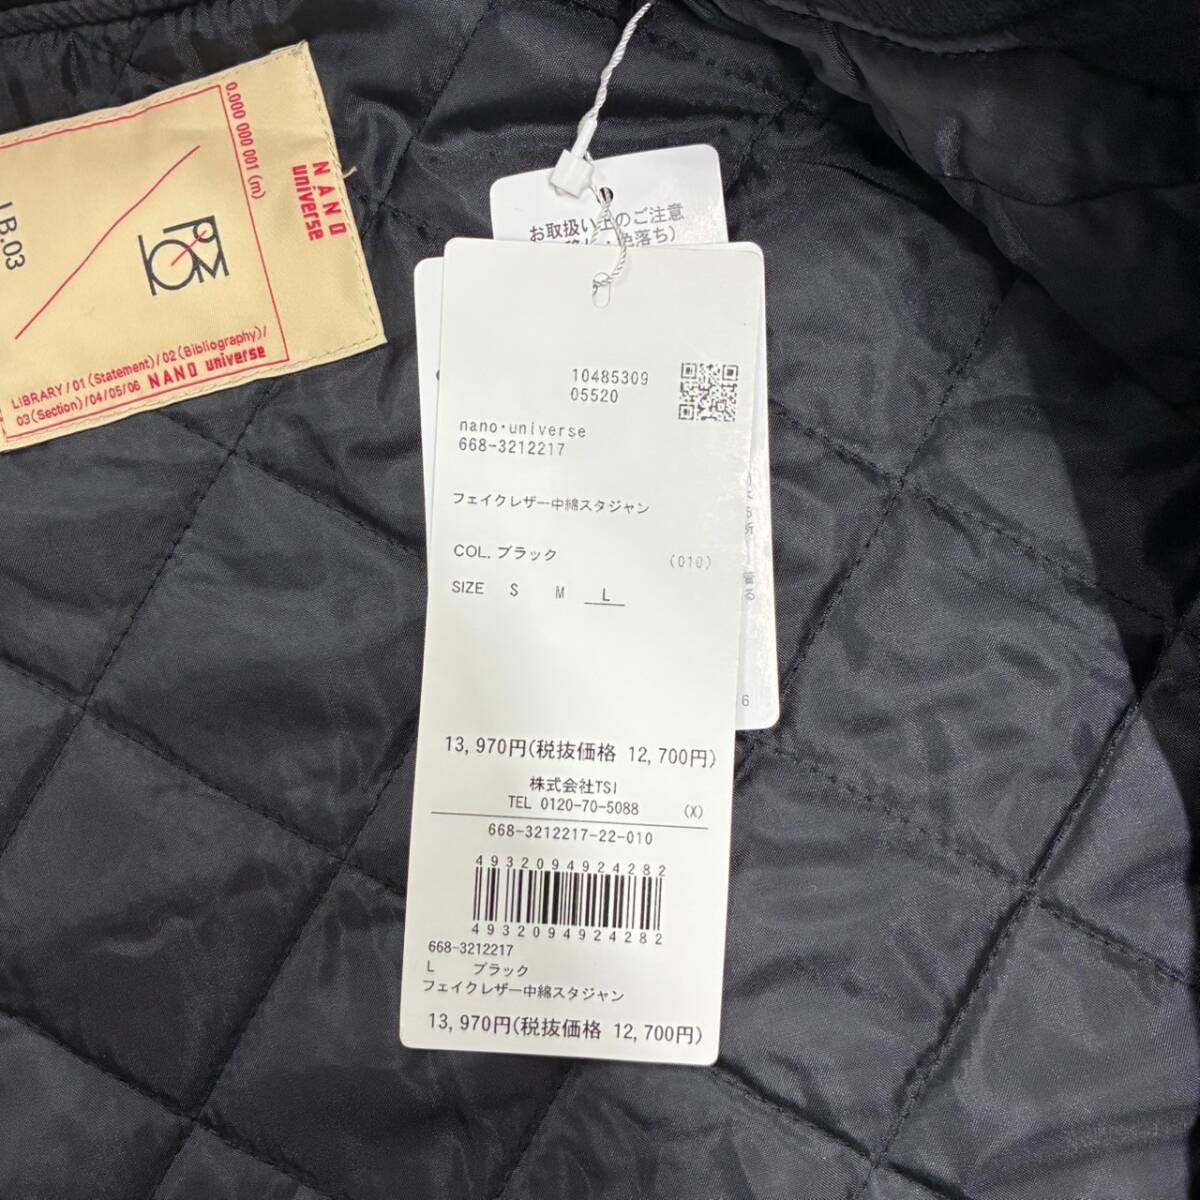 NANO
universe
0.000 000 001 (m)
LB.03
LIBRARY/01(Statement)/02(Bibliography)/
03(Section)/04/05/06 NANO universe
お取扱い上のご注意
色落ち)
10485309
05520
nano・universe
668-3212217
フェイクレザー中綿スタジャン
COL. ブラック (010)
SIZE S M L
13,970円(税抜価格 12,700円)
株式会社TSI
TEL 0120-70-5088 (X)
668-3212217-22-010
4932094924282
4932094924282
668-3212217
L ブラック
フェイクレザー中綿スタジャン
13,970円(税抜価格 12,700円)